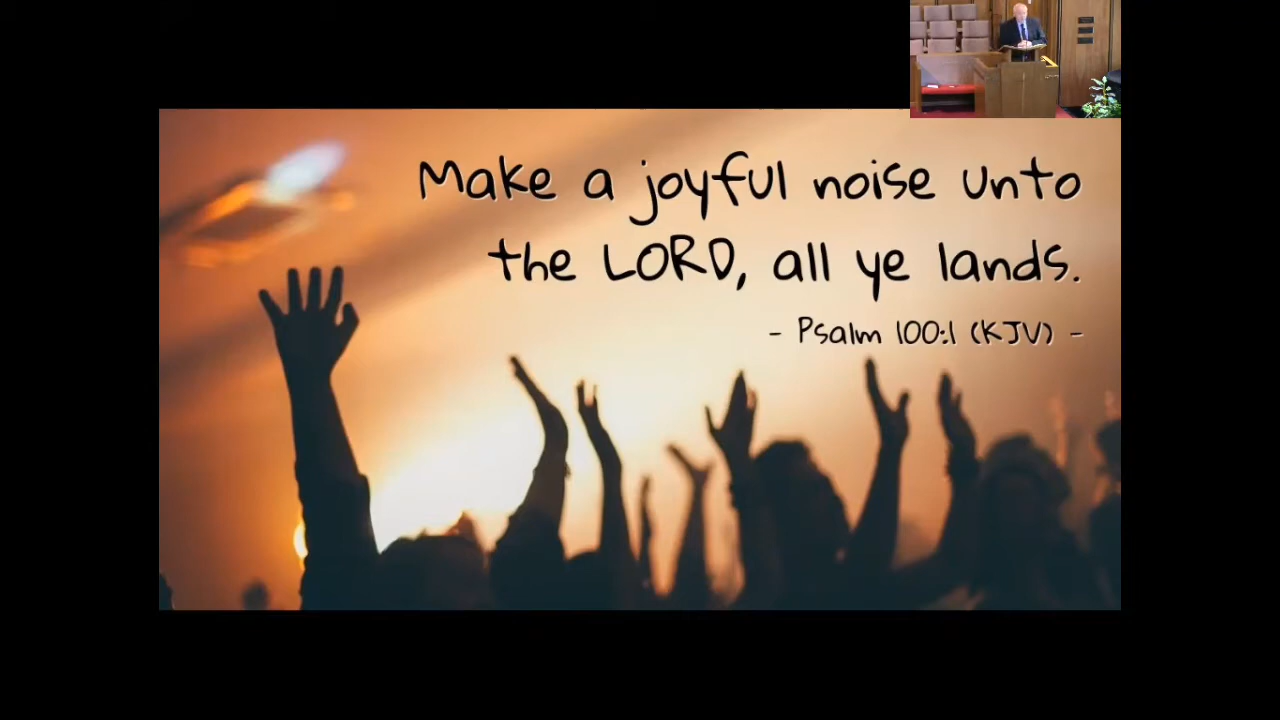 Make a joyful noise unto
the LORD, all ye lands.
- Psalm 100:1 (KJV) -